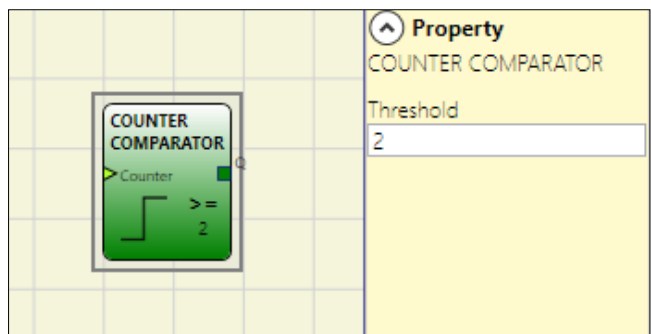 COUNTER
COMPARATOR
Q
Counter
>=
2
Property
COUNTER COMPARATOR
Threshold
2